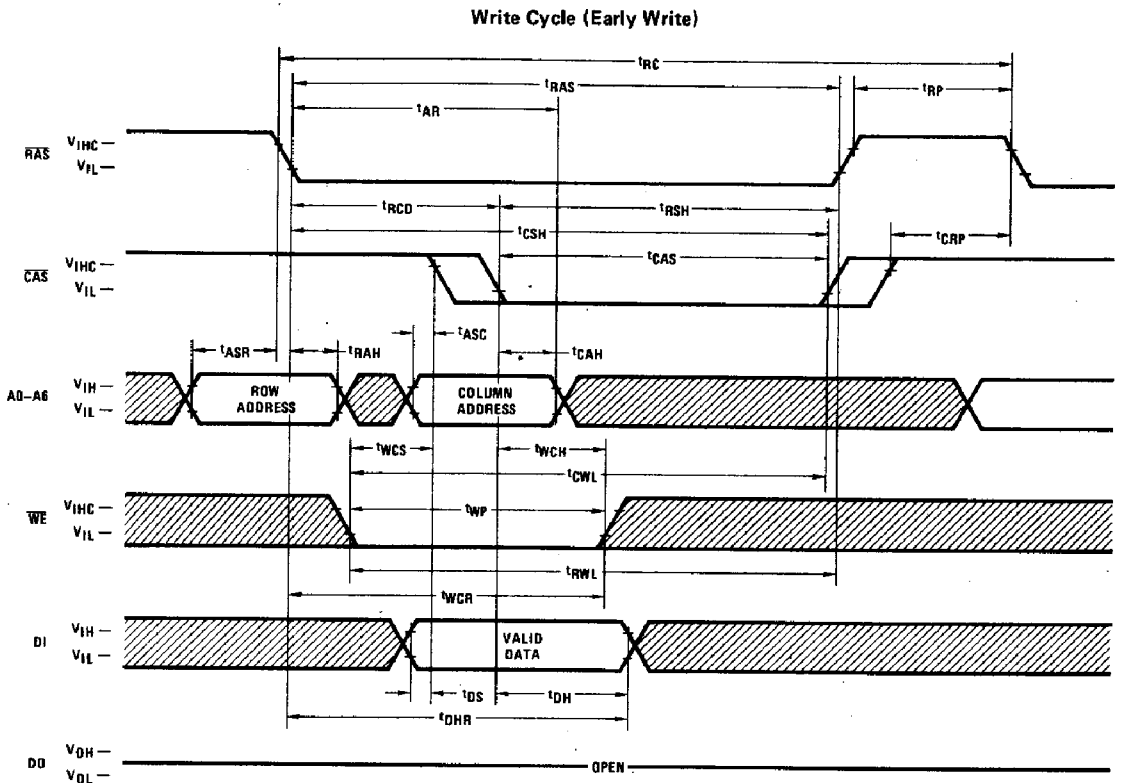 Write Cycle (Early Write)
tRC
tRAS
tRP
tAR
RAS
VIHC
VIL
tRCD
tRSH
tCSH
tCRP
CAS
VIHC
VIL
tCAS
tASC
tASR
tRAH
tCAH
A0–A6
VIH
VIL
ROW
ADDRESS
COLUMN
ADDRESS
tWCS
tWCH
tCWL
WE
VIHC
VIL
tWP
tRWL
tWCR
DI
VIH
VIL
VALID
DATA
tDS
tDH
tDHR
DO
VOH
VOL
OPEN